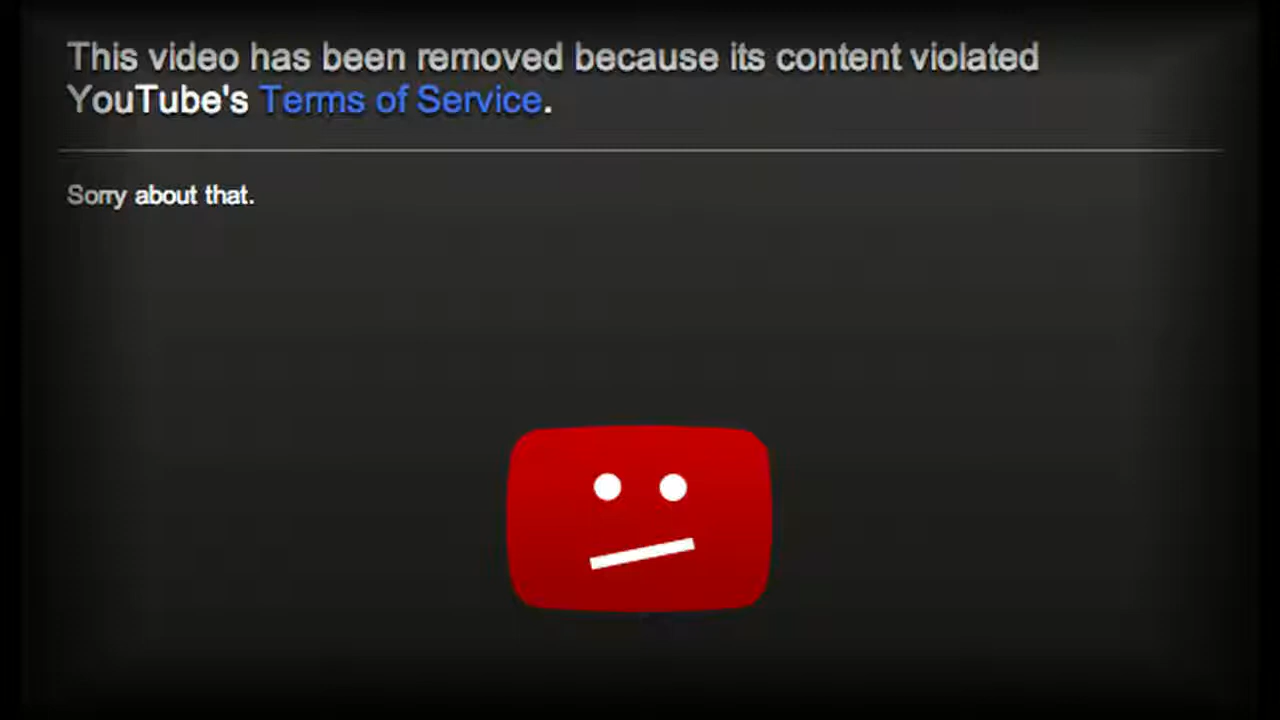 This video has been removed because its content violated
YouTube's Terms of Service.
Sorry about that.